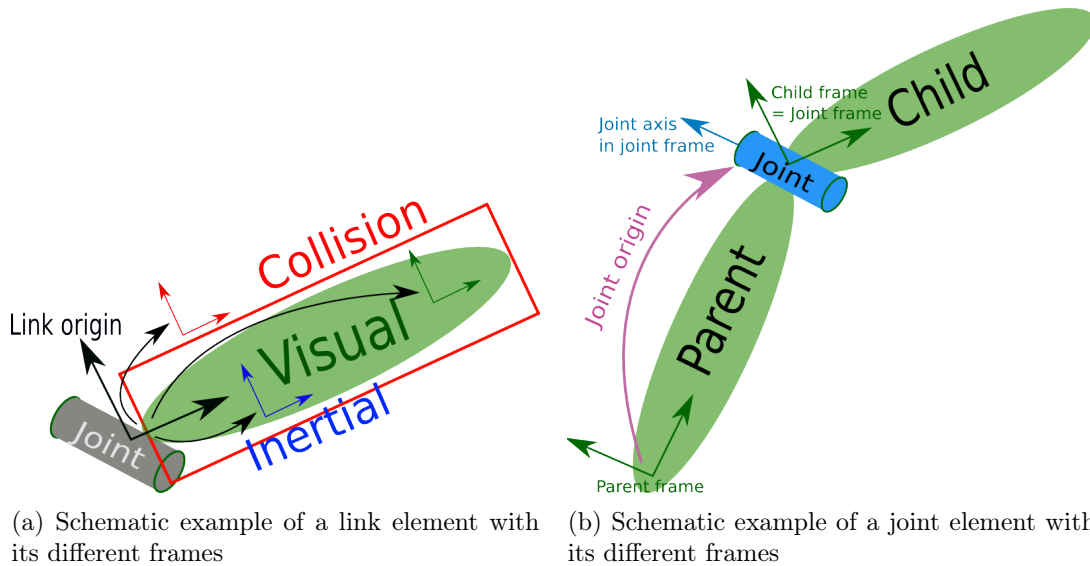 Collision
Link origin
Visual
Joint
Inertial
(a) Schematic example of a link element with
its different frames
Child frame
= Joint frame
Child
Joint axis
in joint frame
Joint
Joint origin
Parent
Parent frame
(b) Schematic example of a joint element with
its different frames